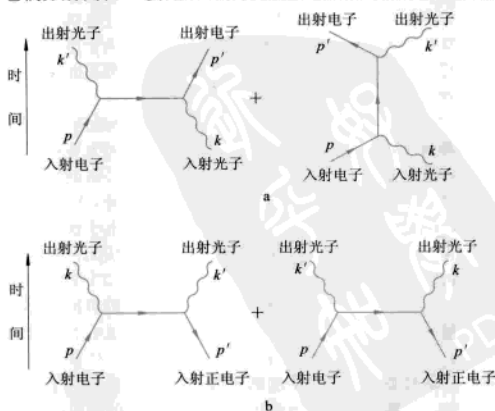 出射光子
k'
出射电子
p'
时
间
p
入射电子
k
入射光子
+
出射电子
p'
出射光子
k'
p
入射电子
k
入射光子
a
出射光子
k
出射光子
k'
时
间
p
入射电子
p'
入射正电子
+
出射光子
k'
出射光子
k
p
入射电子
p'
入射正电子
b